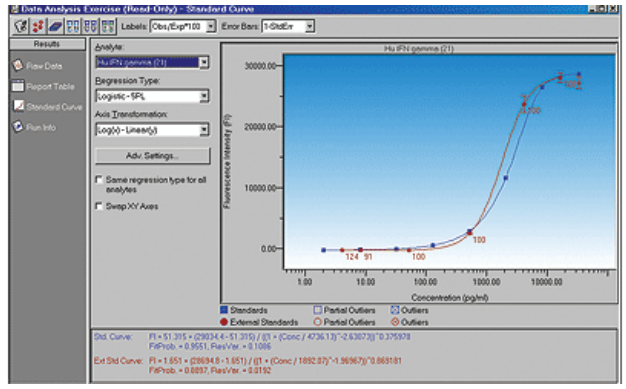 Data Analysis Exercise (Read-Only) - Standard Curve
Labels: Obs/Exp*100 Error Bars: 1-StdErr
Results
Raw Data
Report Table
Standard Curve
Run Info
Analyte:
Hu IFN gamma (21)
Regression Type:
Logistic - 5PL
Axis Transformation:
Log(x) - Linear(y)
Adv. Settings...
Same regression type for all
analytes
Swap XY Axes
Hu IFN gamma (21)
Fluorescence Intensity (FI)
30000.00
20000.00
10000.00
0.00
100
100
124 91 100
1.00 10.00 100.00 1000.00 10000.00
Concentration (pg/ml)
Standards Partial Outliers Outliers
External Standards Partial Outliers Outliers
Std. Curve: FI = 51.315 + (29034.4 - 51.315) / ((1 + (Conc / 4736.13)^-2.63073))^0.375978
FitProb. = 0.9551, ResVar. = 0.1086
Ext Std Curve: FI = 1.651 + (28694.8 - 1.651) / ((1 + (Conc / 1892.07)^-1.96967))^0.869181
FitProb. = 0.8897, ResVar. = 0.0192